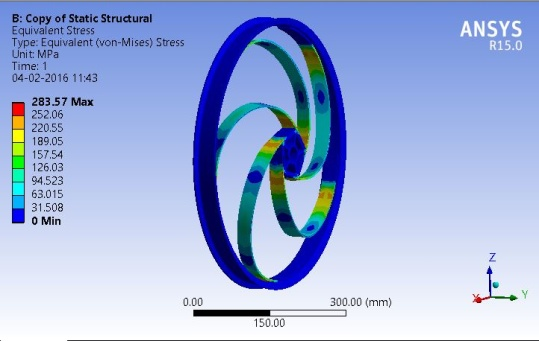 B: Copy of Static Structural
Equivalent Stress
Type: Equivalent (von-Mises) Stress
Unit: MPa
Time: 1
04-02-2016 11:43
283.57 Max
252.06
220.55
189.05
157.54
126.03
94.523
63.015
31.508
0 Min
ANSYS
R15.0
0.00
300.00 (mm)
150.00
Z
X
Y